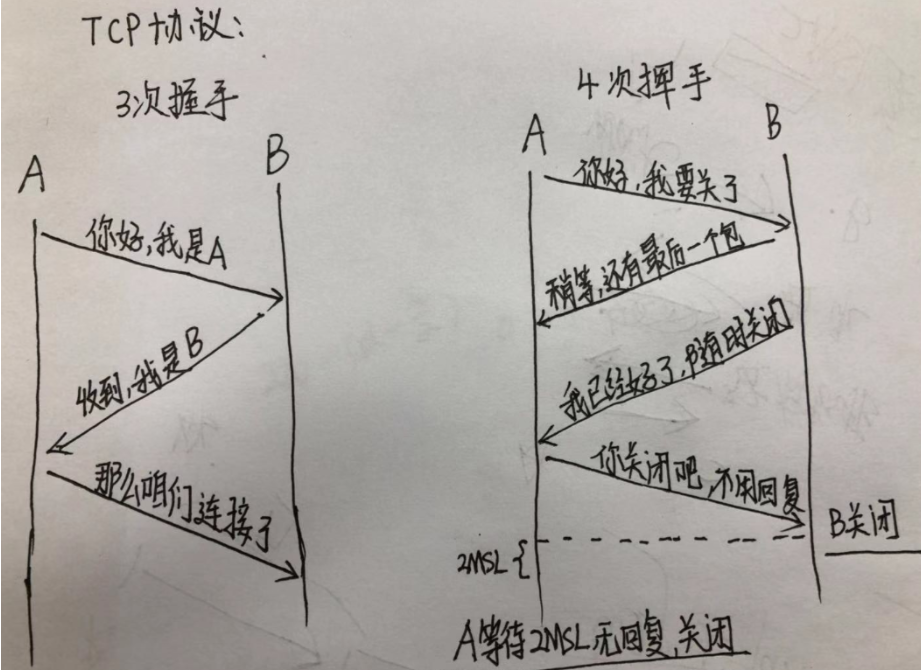 TCP协议:
3次握手
A
B
你好,我是A
收到,我是B
那么咱们连接了
4次挥手
A
B
你好,我要关了
稍等,还有最后一个包
我已经好了,随时关闭
你关闭吧,不用回复
B关闭
2MSL
A等待2MSL无回复,关闭